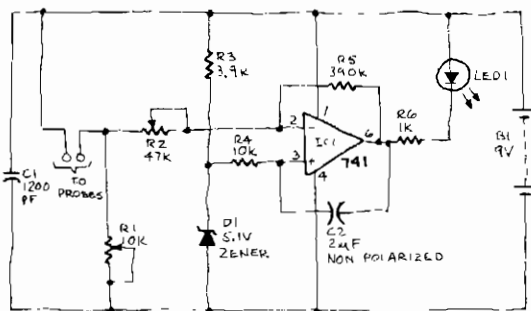 R3
3.9K
R5
390K
LED1
2
1
6
R6
1K
R2
47K
R4
10K
3
IC1
741
4
B1
9V
C1
1200
PF
TO
PROBES
R1
10K
D1
5.1V
ZENER
C2
2µF
NON POLARIZED